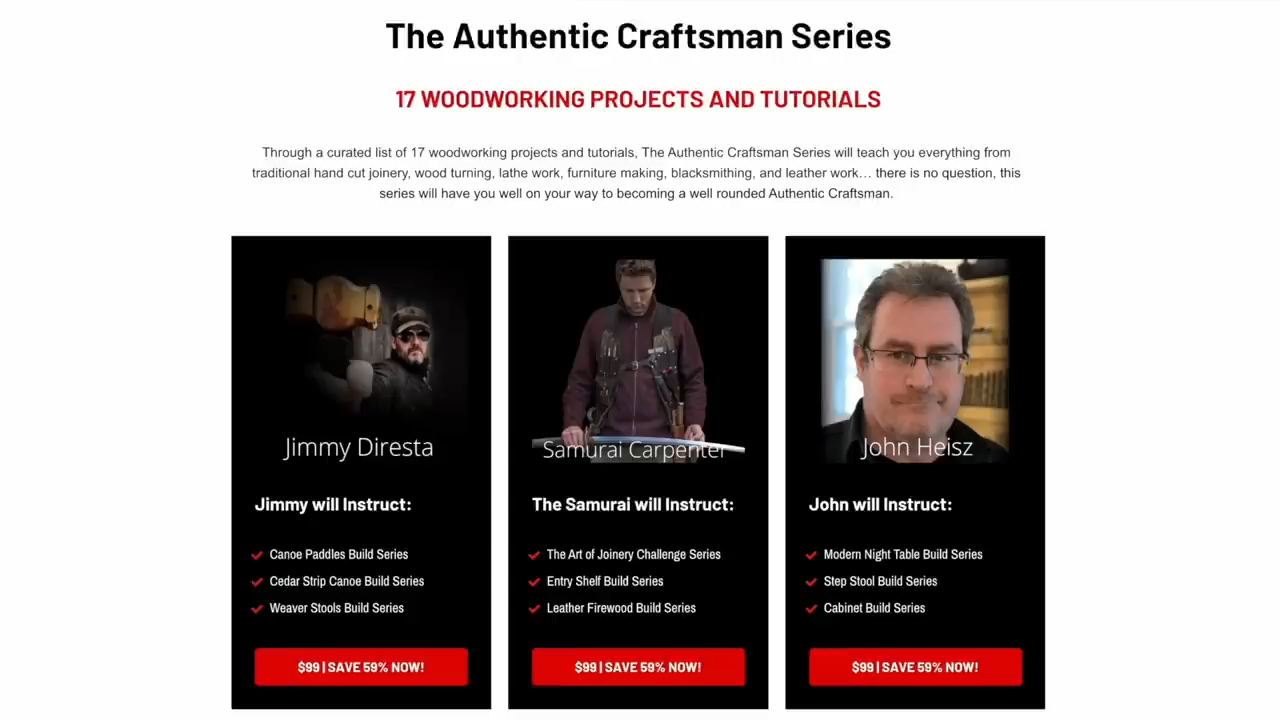 The Authentic Craftsman Series
17 WOODWORKING PROJECTS AND TUTORIALS
Through a curated list of 17 woodworking projects and tutorials, The Authentic Craftsman Series will teach you everything from
traditional hand cut joinery, wood turning, lathe work, furniture making, blacksmithing, and leather work… there is no question, this
series will have you well on your way to becoming a well rounded Authentic Craftsman.
Jimmy Diresta
Jimmy will Instruct:
Canoe Paddles Build Series
Cedar Strip Canoe Build Series
Weaver Stools Build Series
$99 | SAVE 59% NOW!
Samurai Carpenter
The Samurai will Instruct:
The Art of Joinery Challenge Series
Entry Shelf Build Series
Leather Firewood Build Series
$99 | SAVE 59% NOW!
John Heisz
John will Instruct:
Modern Night Table Build Series
Step Stool Build Series
Cabinet Build Series
$99 | SAVE 59% NOW!